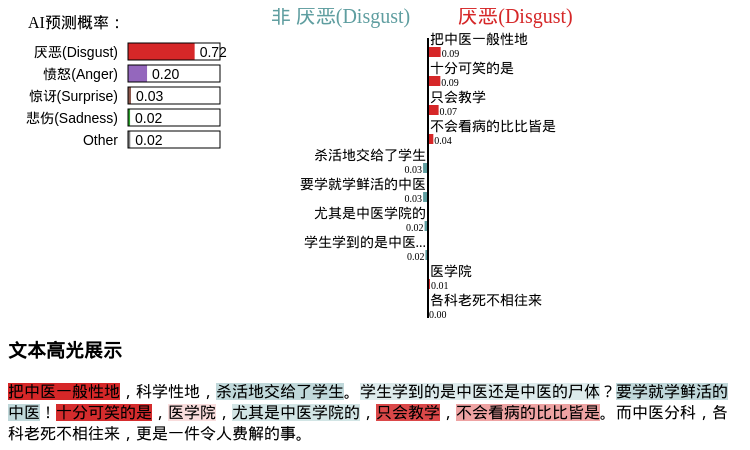 AI预测概率：
厌恶(Disgust) 0.72
愤怒(Anger) 0.20
惊讶(Surprise) 0.03
悲伤(Sadness) 0.02
Other 0.02
非 厌恶(Disgust) 厌恶(Disgust)
把中医一般性地
0.09
十分可笑的是
0.09
只会教学
0.07
不会看病的比比皆是
0.04
杀活地交给了学生
0.03
要学就学鲜活的中医
0.03
尤其是中医学院的
0.02
学生学到的是中医...
0.02
医学院
0.01
各科老死不相往来
0.00
文本高光展示
把中医一般性地，科学性地，杀活地交给了学生。学生学到的是中医还是中医的尸体？要学就学鲜活的
中医！十分可笑的是，医学院，尤其是中医学院的，只会教学，不会看病的比比皆是。而中医分科，各
科老死不相往来，更是一件令人费解的事。